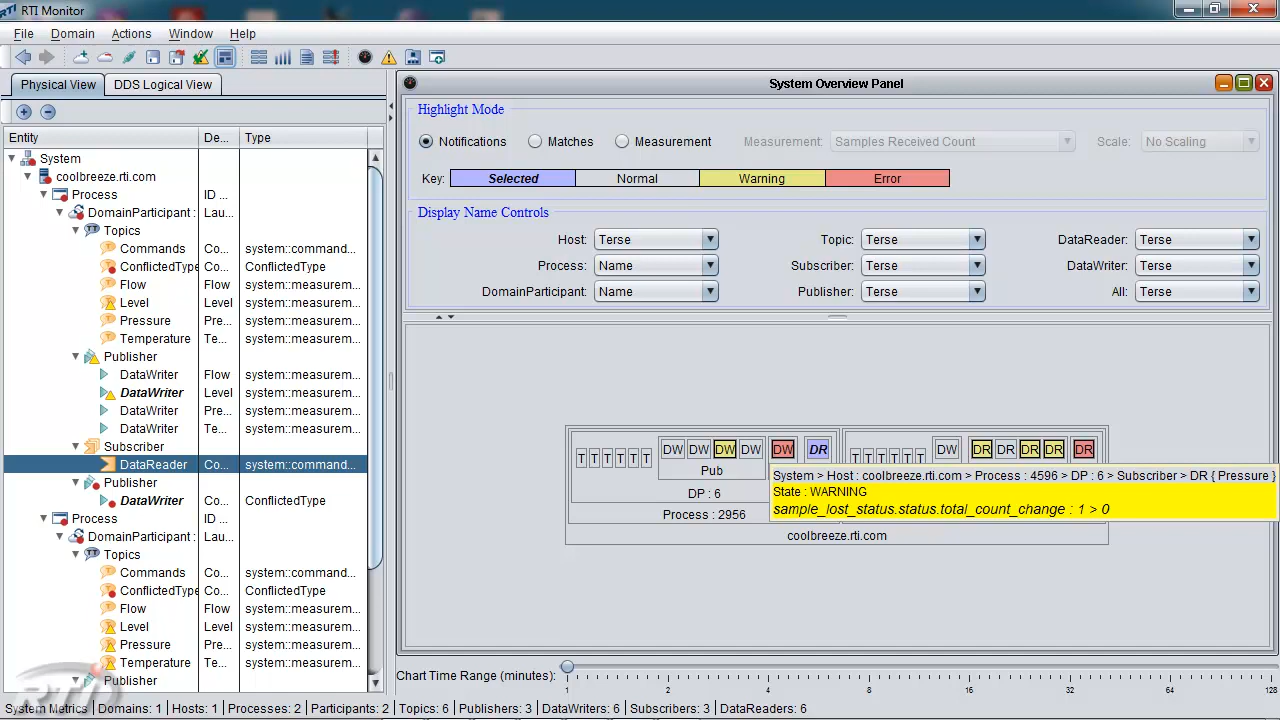 RTI Monitor
File Domain Actions Window Help
Physical View DDS Logical View
Entity De... Type
System
coolbreeze.rti.com
Process ID ...
DomainParticipant : Lau...
Topics
Commands Co... system::command...
ConflictedType Co... ConflictedType
Flow Flow system::measurem...
Level Level system::measurem...
Pressure Pre... system::measurem...
Temperature Te... system::measurem...
Publisher
DataWriter Flow system::measurem...
DataWriter Level system::measurem...
DataWriter Pre... system::measurem...
DataWriter Te... system::measurem...
Subscriber
DataReader Co... system::command...
Publisher
DataWriter Co... ConflictedType
Process ID ...
DomainParticipant : Lau...
Topics
Commands Co... system::command...
ConflictedType Co... ConflictedType
Flow Flow system::measurem...
Level Level system::measurem...
Pressure Pre... system::measurem...
Temperature Te... system::measurem...
Publisher
RTI
System Overview Panel
Highlight Mode
Notifications Matches Measurement Measurement: Samples Received Count Scale: No Scaling
Key: Selected Normal Warning Error
Display Name Controls
Host: Terse Topic: Terse DataReader: Terse
Process: Name Subscriber: Terse DataWriter: Terse
DomainParticipant: Name Publisher: Terse All: Terse
T T T T T T DW DW DW DW DW DR T T T T T T DW DR DR DR DR DR
Pub
DP : 6
Process : 2956
coolbreeze.rti.com
System > Host : coolbreeze.rti.com > Process : 4596 > DP : 6 > Subscriber > DR { Pressure }
State : WARNING
sample_lost_status.status.total_count_change : 1 > 0
Chart Time Range (minutes):
1 2 4 8 16 32 64 128
System Metrics Domains: 1 Hosts: 1 Processes: 2 Participants: 2 Topics: 6 Publishers: 3 DataWriters: 6 Subscribers: 3 DataReaders: 6